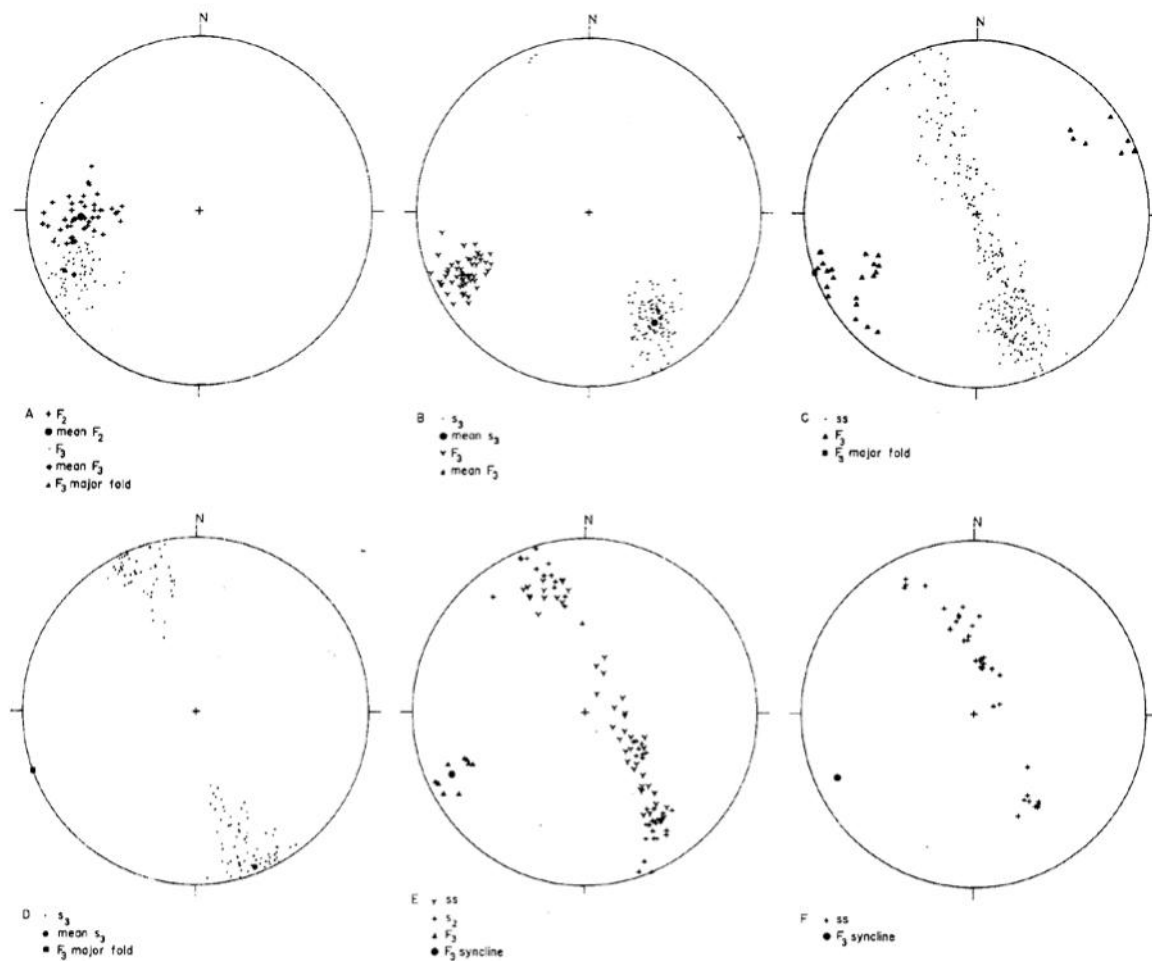 N
N
N
A + F₂
● mean F₂
· F₃
◆ mean F₃
▲ F₃ major fold
B · s₃
● mean s₃
Y F₃
▲ mean F₃
C · ss
▲ F₃
■ F₃ major fold
N
N
N
D · s₃
● mean s₃
■ F₃ major fold
E Y ss
+ s₂
▲ F₃
● F₃ syncline
F + ss
● F₃ syncline